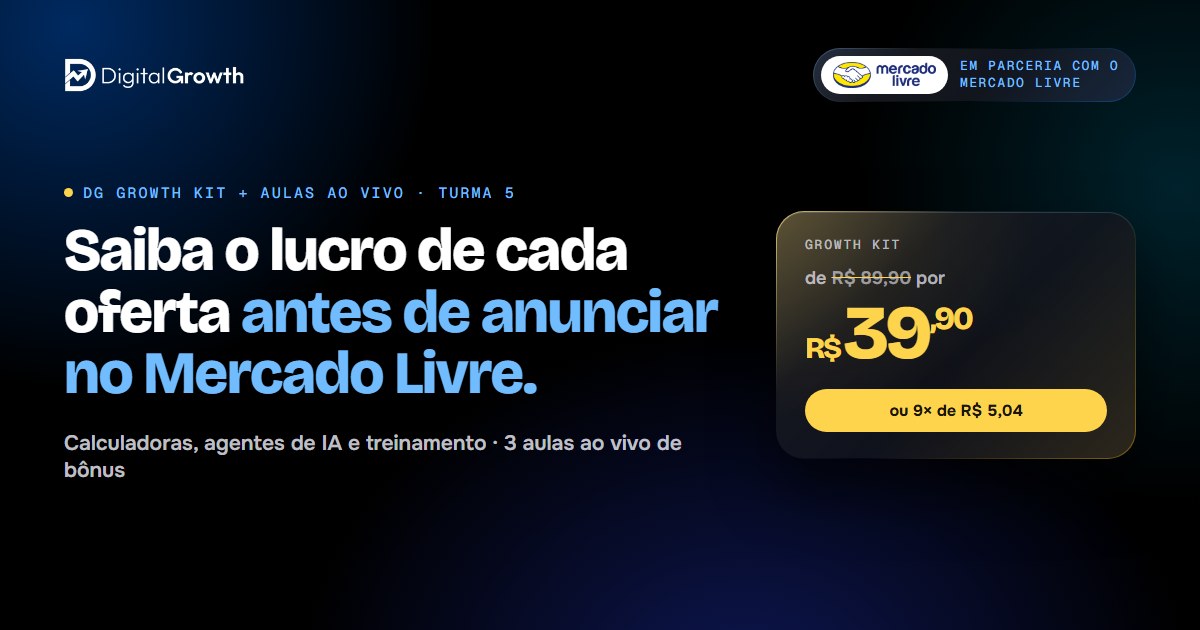 DigitalGrowth
mercado
livre
EM PARCERIA COM O
MERCADO LIVRE
DG GROWTH KIT + AULAS AO VIVO · TURMA 5
Saiba o lucro de cada
oferta antes de anunciar
no Mercado Livre.
Calculadoras, agentes de IA e treinamento · 3 aulas ao vivo de
bônus
GROWTH KIT
de R$ 89,90 por
R$39,90
ou 9× de R$ 5,04